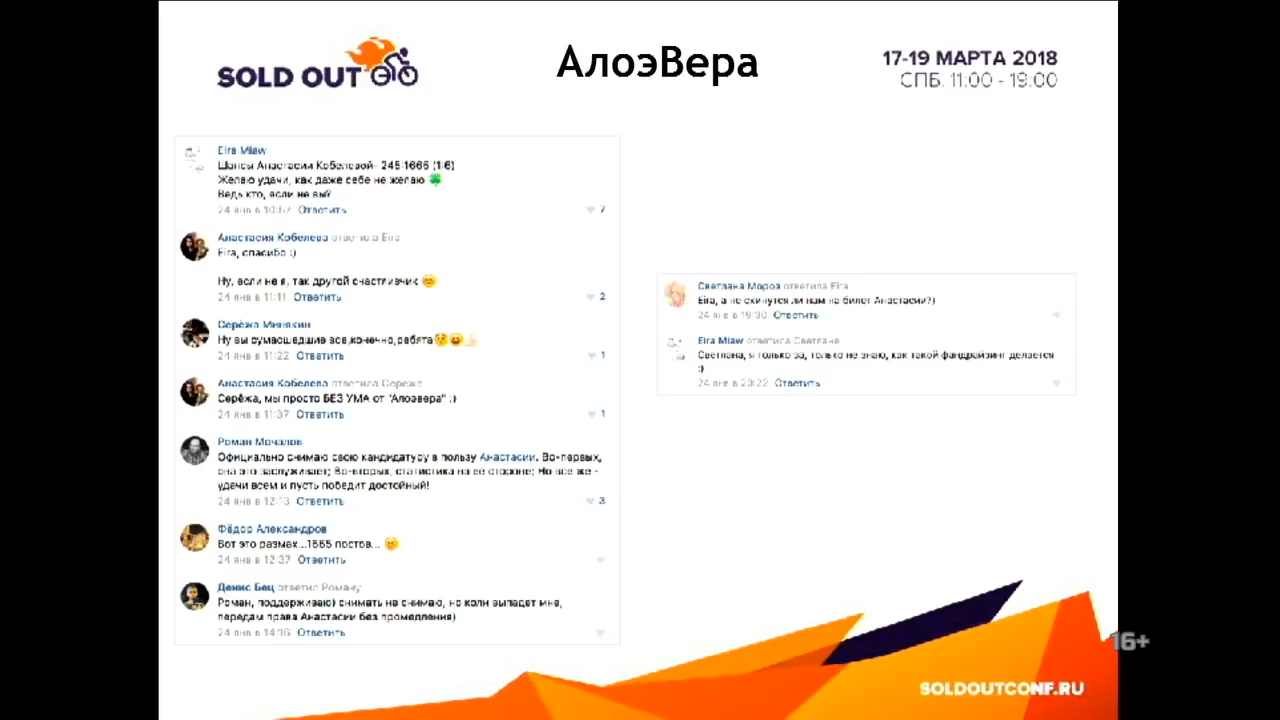 SOLD OUT
АлоэВера
17-19 МАРТА 2018
СПБ. 11:00 - 19:00
Eira Miaw
Шансы Анастасии Кобелевой- 245:1665 (1:6)
Желаю удачи, как даже себе не желаю
Ведь кто, если не вы?
24 янв в 10:57 Ответить 7
Анастасия Кобелева ответила Eira
Eira, спасибо :)
Ну, если не я, так другой счастливчик
24 янв в 11:11 Ответить 2
Серёжа Минякин
Ну вы сумасшедшие все,конечно,ребята
24 янв в 11:22 Ответить 1
Анастасия Кобелева ответила Сереже
Серёжа, мы просто БЕЗ УМА от "Алоэвера" :)
24 янв в 11:37 Ответить 1
Роман Мочалов
Официально снимаю свою кандидатуру в пользу Анастасии. Во-первых,
она это заслуживает; Во-вторых, статистика на ее стороне; Но все же -
удачи всем и пусть победит достойный!
24 янв в 12:13 Ответить 3
Фёдор Александров
Вот это размах...1665 постов...
24 янв в 12:37 Ответить
Денис Бец ответил Роману
Роман, поддерживаю) снимать не снимаю, но коли выпадет мне,
передам права Анастасии без промедления)
24 янв в 14:16 Ответить
Светлана Мороз ответила Eira
Eira, а не скинутся ли нам на билет Анастасии?)
24 янв в 19:30 Ответить
Eira Miaw ответила Светлане
Светлана, я только за, только не знаю, как такой фандрайзинг делается
:)
24 янв в 20:22 Ответить
16+
SOLDOUTCONF.RU